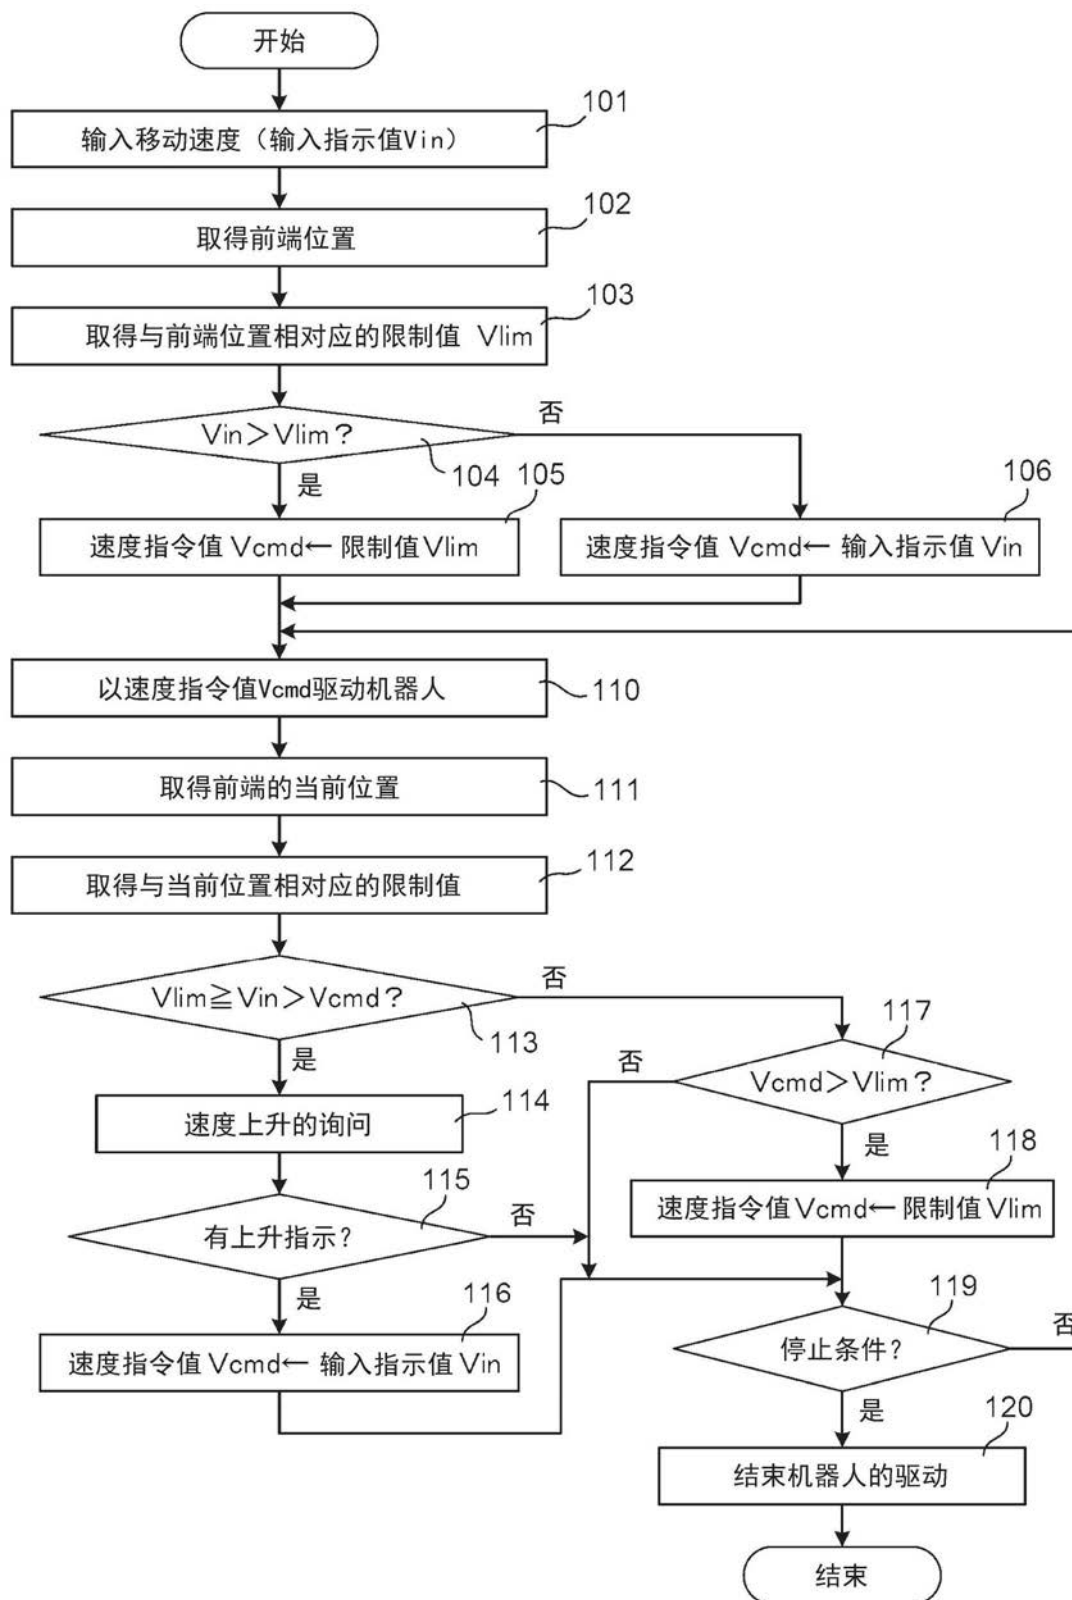 开始
101
输入移动速度（输入指示值Vin）
102
取得前端位置
103
取得与前端位置相对应的限制值 Vlim
否
Vin＞Vlim？
104
是
105
106
速度指令值 Vcmd← 限制值Vlim
速度指令值 Vcmd← 输入指示值 Vin
以速度指令值Vcmd驱动机器人
110
取得前端的当前位置
111
取得与当前位置相对应的限制值
112
否
Vlim≧Vin＞Vcmd？
113
117
是
否
Vcmd＞Vlim？
114
速度上升的询问
是
118
115
速度指令值Vcmd←限制值Vlim
有上升指示？
否
是
116
119
否
速度指令值 Vcmd← 输入指示值 Vin
停止条件？
是
120
结束机器人的驱动
结束